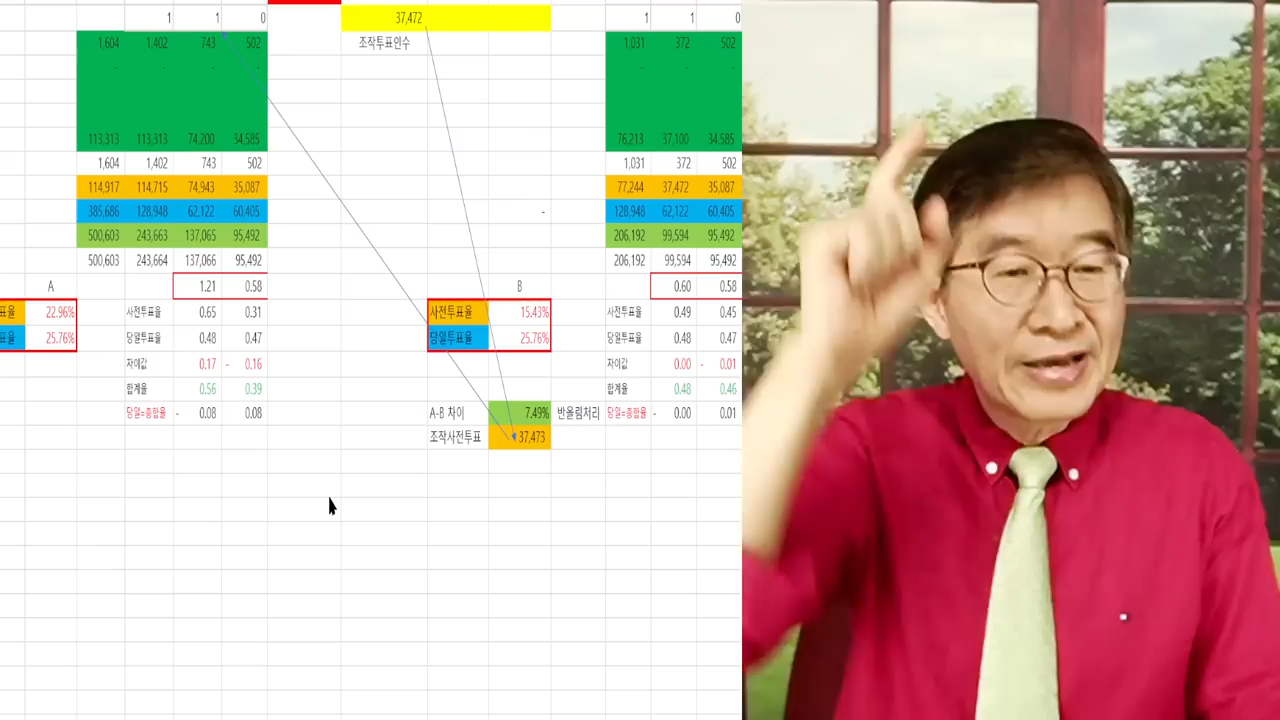 1 1 0 37,472 1 1 0
1,604 1,402 743 502 조작투표인수 1,031 372 502
- - - - - - -
113,313 113,313 74,200 34,585 76,213 37,100 34,585
1,604 1,402 743 502 1,031 372 502
114,917 114,715 74,943 35,087 77,244 37,472 35,087
385,686 128,948 62,122 60,405 - 128,948 62,122 60,405
500,603 243,663 137,065 95,492 206,192 99,594 95,492
500,603 243,664 137,066 95,492 206,192 99,594 95,492
A 1.21 0.58 B 0.60 0.58
표율 22.96% 사전투표율 0.65 0.31 사전투표율 15.43% 사전투표율 0.49 0.45
표율 25.76% 당일투표율 0.48 0.47 당일투표율 25.76% 당일투표율 0.48 0.47
차이값 0.17 - 0.16 차이값 0.00 - 0.01
합계율 0.56 0.39 합계율 0.48 0.46
당일=종합율 - 0.08 0.08 A-B 차이 7.49% 반올림처리 당일=종합율 - 0.00 0.01
조작사전투표 37,473